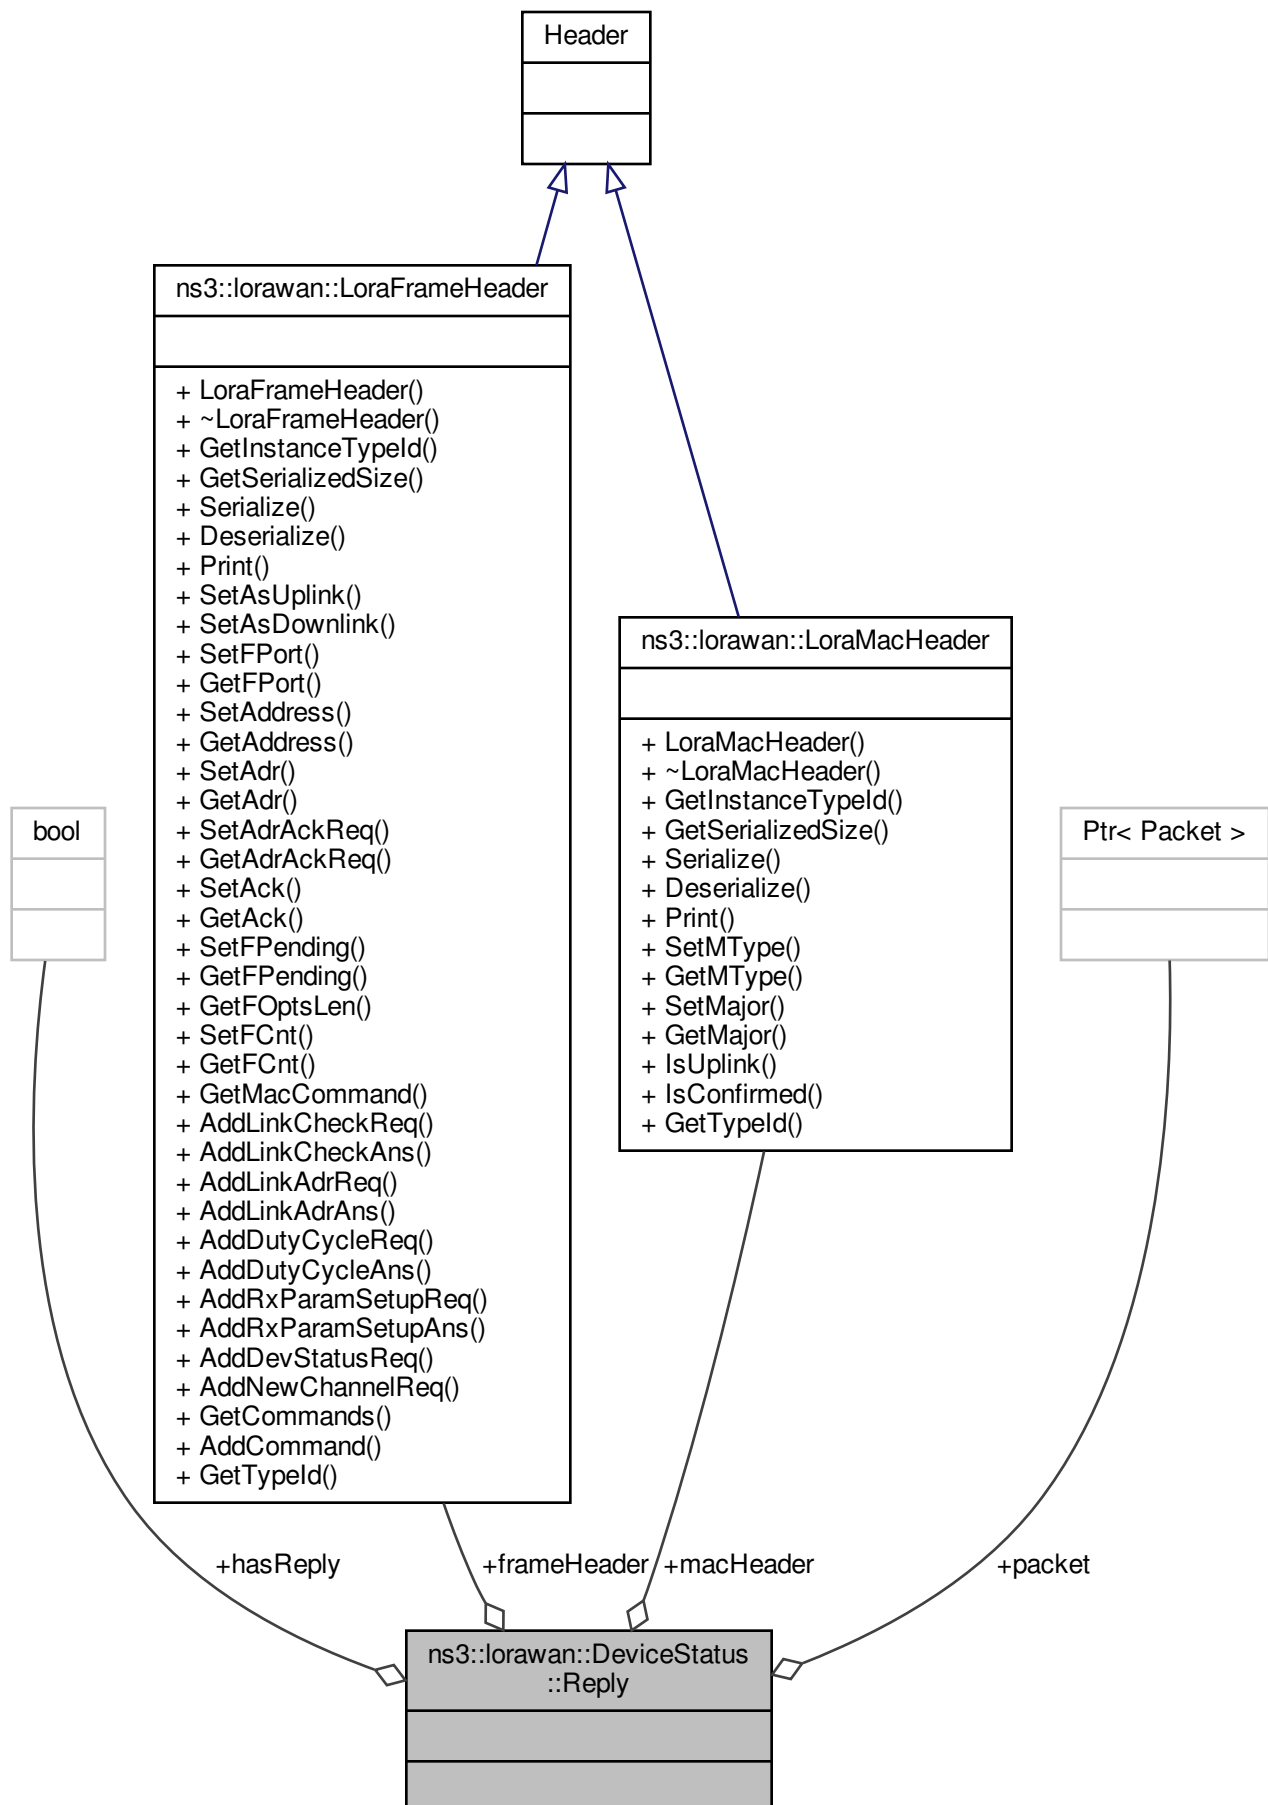 Header
ns3::lorawan::LoraFrameHeader
+ LoraFrameHeader()
+ ~LoraFrameHeader()
+ GetInstanceTypeId()
+ GetSerializedSize()
+ Serialize()
+ Deserialize()
+ Print()
+ SetAsUplink()
+ SetAsDownlink()
+ SetFPort()
+ GetFPort()
+ SetAddress()
+ GetAddress()
+ SetAdr()
+ GetAdr()
+ SetAdrAckReq()
+ GetAdrAckReq()
+ SetAck()
+ GetAck()
+ SetFPending()
+ GetFPending()
+ GetFOptsLen()
+ SetFCnt()
+ GetFCnt()
+ GetMacCommand()
+ AddLinkCheckReq()
+ AddLinkCheckAns()
+ AddLinkAdrReq()
+ AddLinkAdrAns()
+ AddDutyCycleReq()
+ AddDutyCycleAns()
+ AddRxParamSetupReq()
+ AddRxParamSetupAns()
+ AddDevStatusReq()
+ AddNewChannelReq()
+ GetCommands()
+ AddCommand()
+ GetTypeId()
ns3::lorawan::LoraMacHeader
+ LoraMacHeader()
+ ~LoraMacHeader()
+ GetInstanceTypeId()
+ GetSerializedSize()
+ Serialize()
+ Deserialize()
+ Print()
+ SetMType()
+ GetMType()
+ SetMajor()
+ GetMajor()
+ IsUplink()
+ IsConfirmed()
+ GetTypeId()
bool
Ptr< Packet >
+hasReply
+frameHeader
+macHeader
+packet
ns3::lorawan::DeviceStatus
::Reply